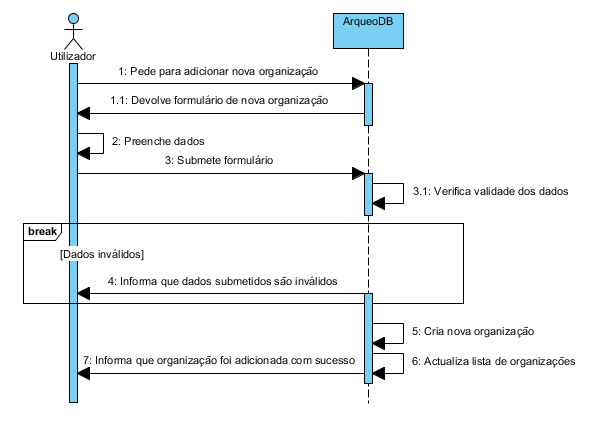 Utilizador
ArqueoDB
1: Pede para adicionar nova organização
1.1: Devolve formulário de nova organização
2: Preenche dados
3: Submete formulário
3.1: Verifica validade dos dados
break
[Dados inválidos]
4: Informa que dados submetidos são inválidos
5: Cria nova organização
6: Actualiza lista de organizações
7: Informa que organização foi adicionada com sucesso